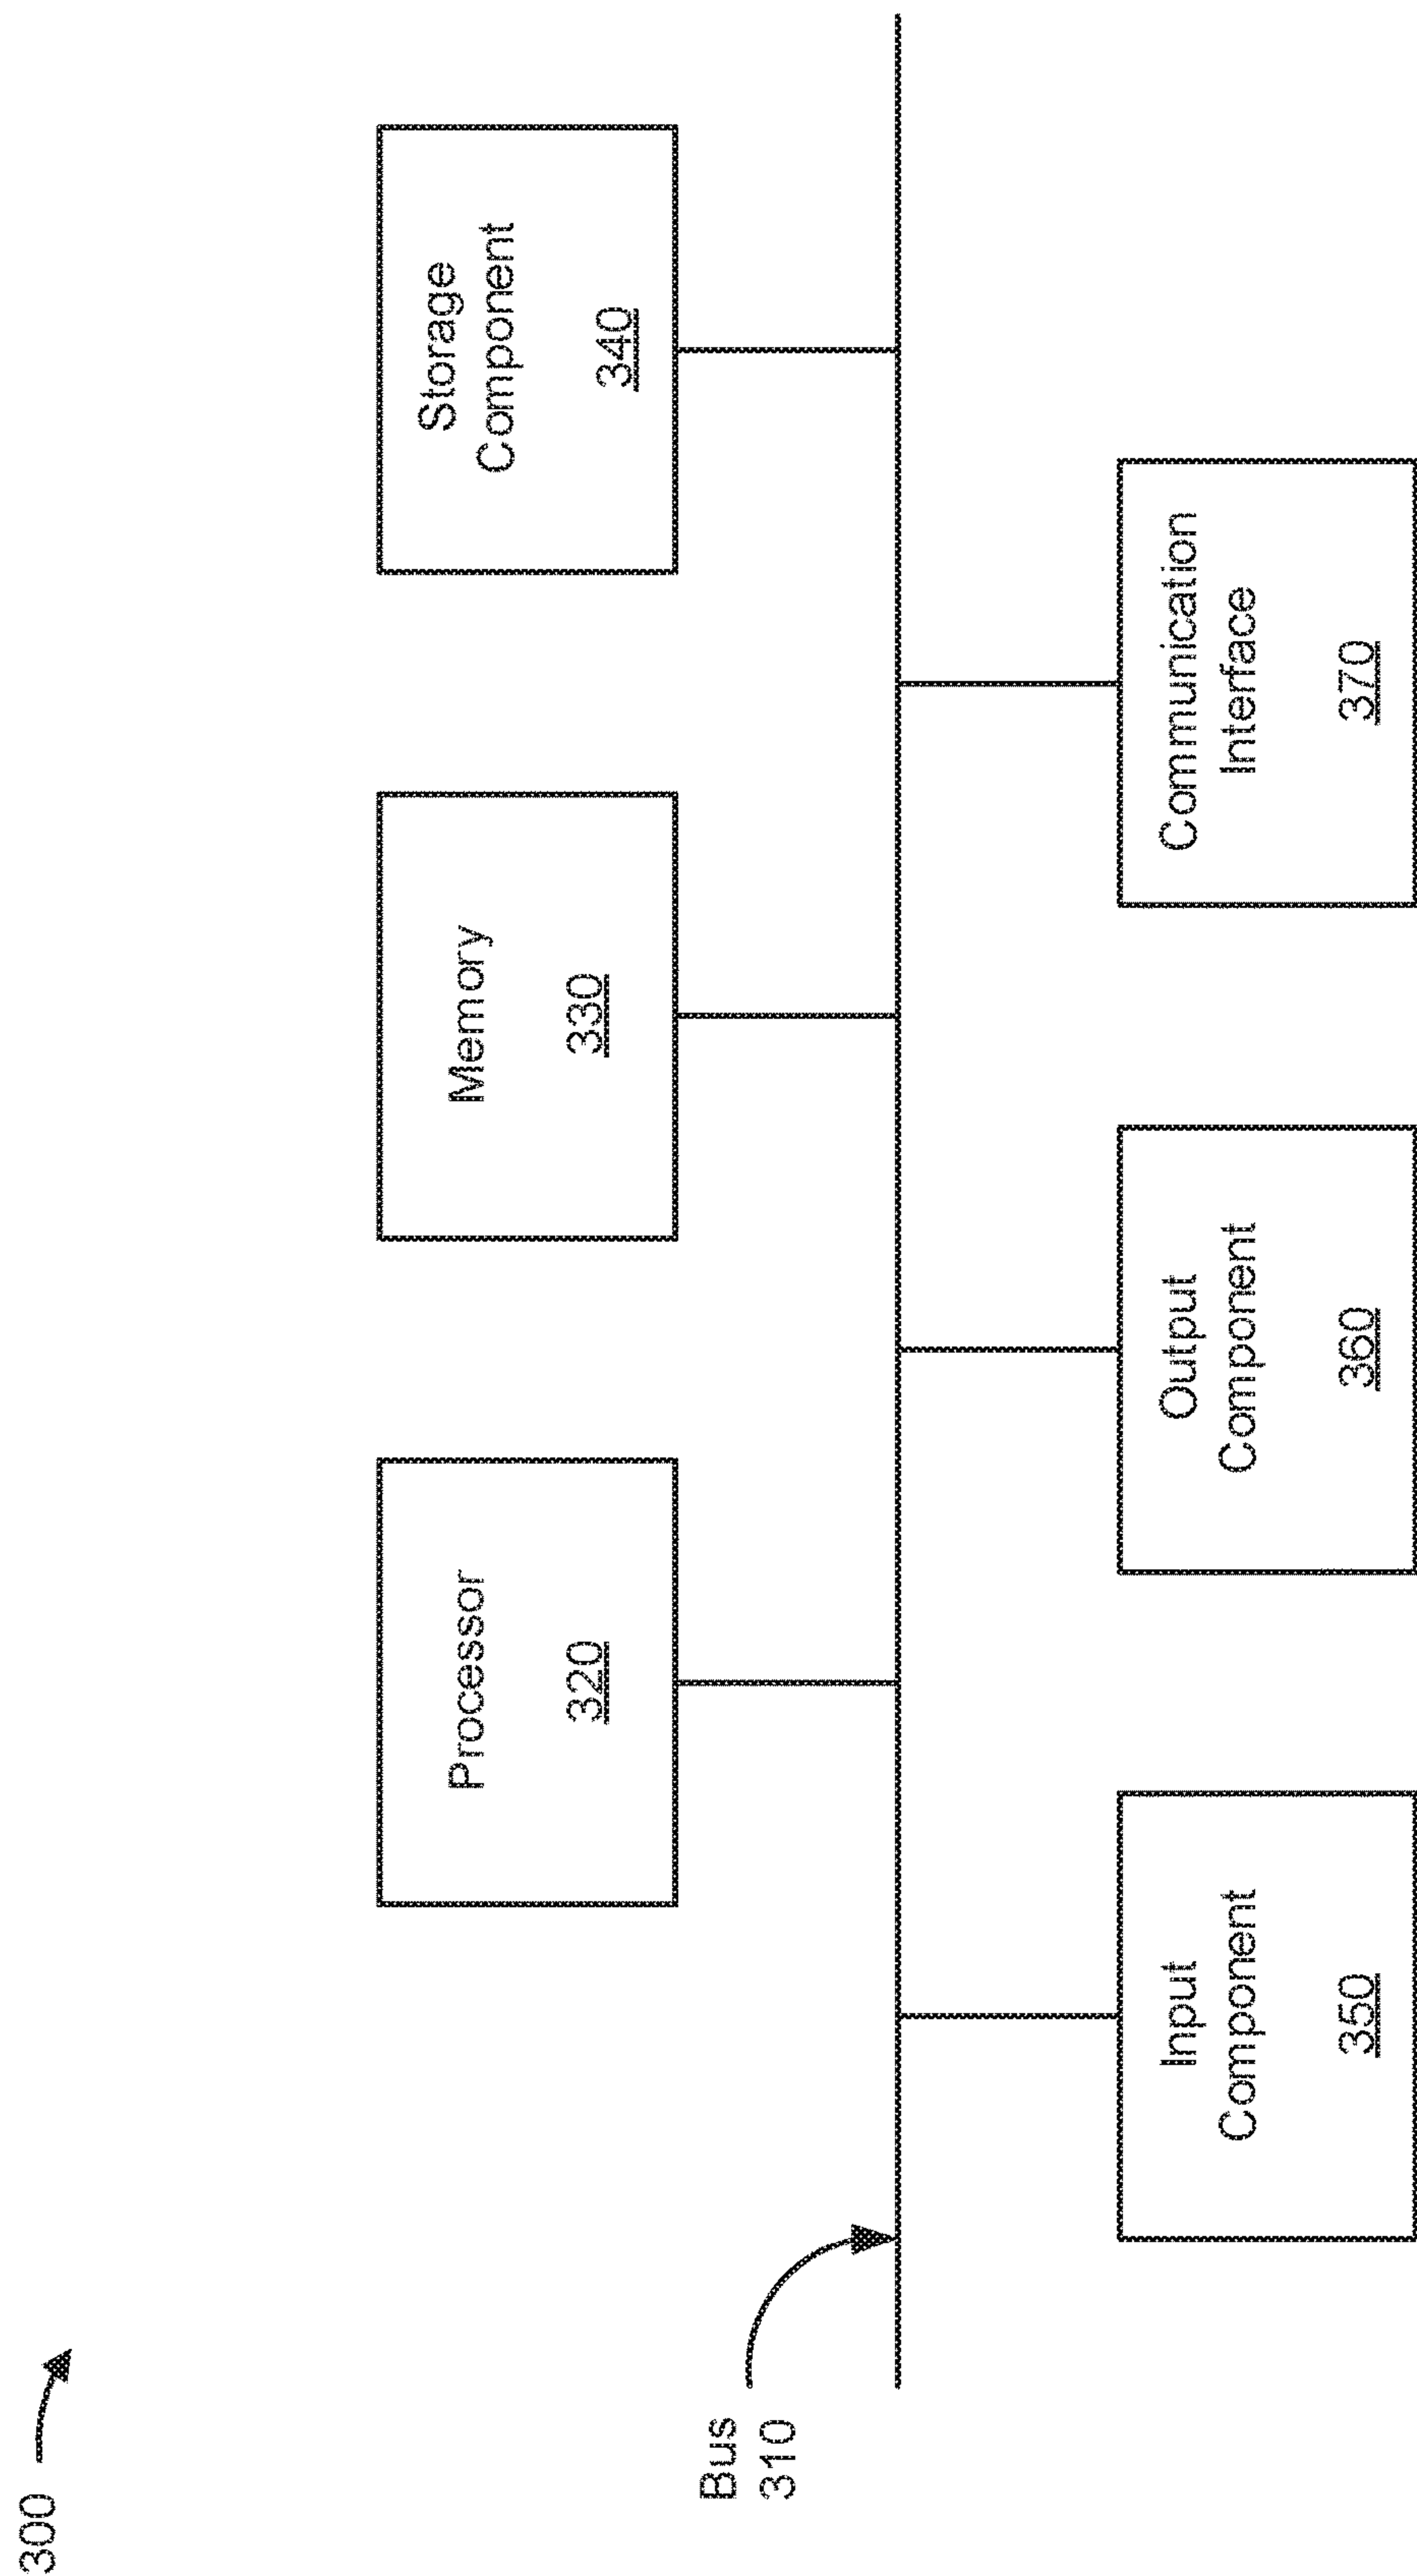 300
Processor
320
Memory
330
Storage
Component
340
Bus
310
Input
Component
350
Output
Component
360
Communication
Interface
370